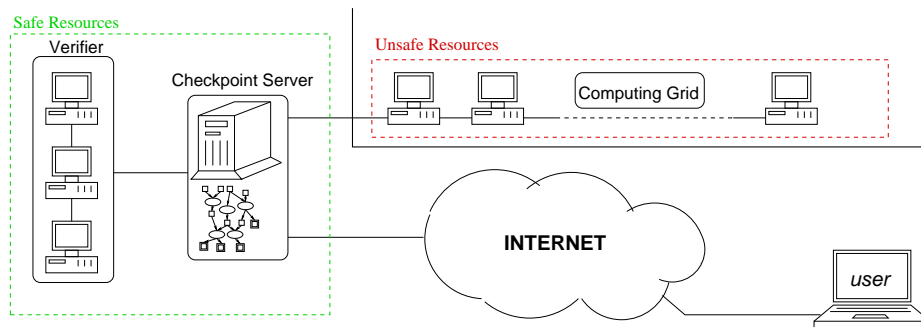 Safe Resources
Verifier
Checkpoint Server
Unsafe Resources
Computing Grid
INTERNET
user